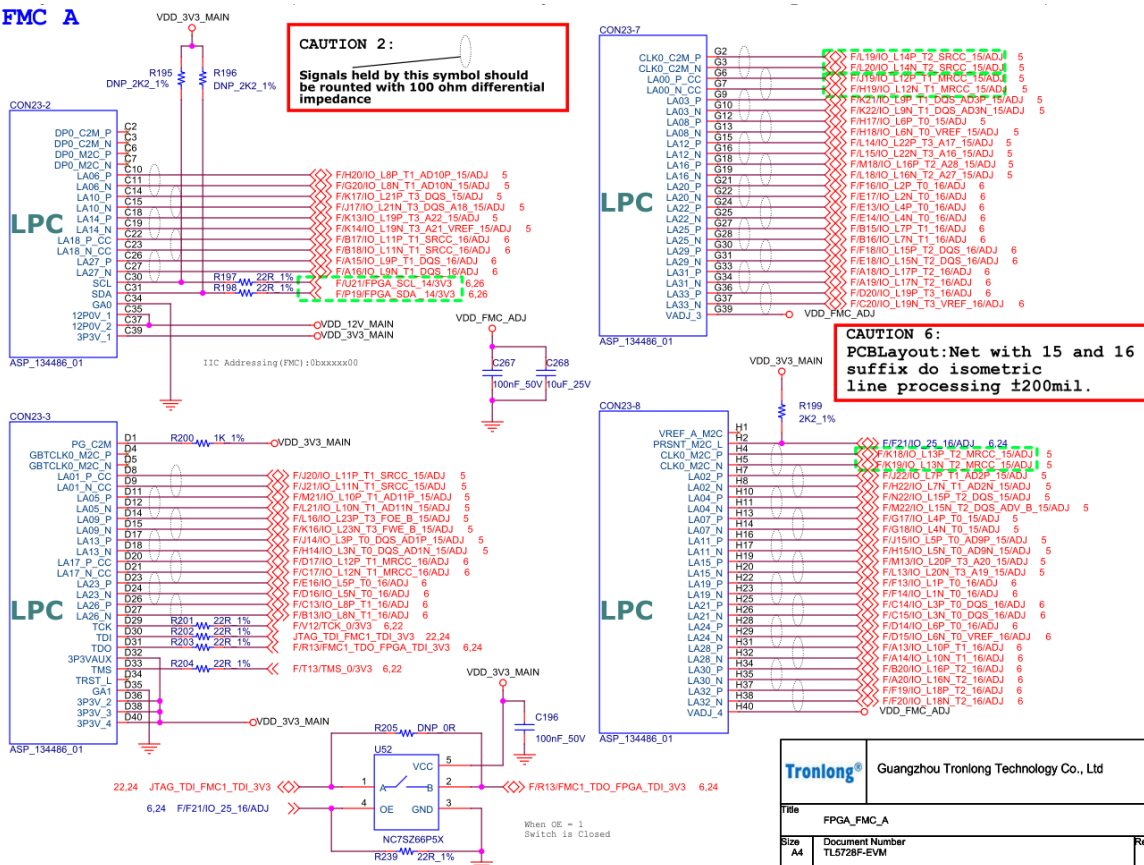 FMC A
VDD_3V3_MAIN
R195
DNP_2K2_1%
R196
DNP_2K2_1%
CAUTION 2:
Signals held by this symbol should
be rounted with 100 ohm differential
impedance
CON23-2
LPC
DP0_C2M_P C2
DP0_C2M_N C3
DP0_M2C_P C6
DP0_M2C_N C7
LA06_P C10 F/H20/IO_L8P_T1_AD10P_15/ADJ 5
LA06_N C11 F/G20/IO_L8N_T1_AD10N_15/ADJ 5
LA10_P C14 F/K17/IO_L21P_T3_DQS_15/ADJ 5
LA10_N C15 F/J17/IO_L21N_T3_DQS_A18_15/ADJ 5
LA14_P C18 F/K13/IO_L19P_T3_A22_15/ADJ 5
LA14_N C19 F/K14/IO_L19N_T3_A21_VREF_15/ADJ 5
LA18_P_CC C22 F/B17/IO_L11P_T1_SRCC_16/ADJ 6
LA18_N_CC C23 F/B18/IO_L11N_T1_SRCC_16/ADJ 6
LA27_P C26 F/A15/IO_L9P_T1_DQS_16/ADJ 6
LA27_N C27 F/A16/IO_L9N_T1_DQS_16/ADJ 6
SCL C30 R197 22R_1% F/U21/FPGA_SCL_14/3V3 6,26
SDA C31 R198 22R_1% F/P19/FPGA_SDA_14/3V3 6,26
GA0 C34
12P0V_1 C35
12P0V_2 C37 VDD_12V_MAIN
3P3V_1 C39 VDD_3V3_MAIN
ASP_134486_01
IIC Addressing(FMC):0bxxxxx00
VDD_FMC_ADJ
C267
100nF_50V
C268
10uF_25V
CON23-7
LPC
CLK0_C2M_P G2 F/L19/IO_L14P_T2_SRCC_15/ADJ 5
CLK0_C2M_N G3 F/L20/IO_L14N_T2_SRCC_15/ADJ 5
LA00_P_CC G6 F/J19/IO_L12P_T1_MRCC_15/ADJ 5
LA00_N_CC G7 F/H19/IO_L12N_T1_MRCC_15/ADJ 5
LA03_P G9 F/K21/IO_L9P_T1_DQS_AD3P_15/ADJ 5
LA03_N G10 F/K22/IO_L9N_T1_DQS_AD3N_15/ADJ 5
LA08_P G12 F/H17/IO_L6P_T0_15/ADJ 5
LA08_N G13 F/H18/IO_L6N_T0_VREF_15/ADJ 5
LA12_P G15 F/L14/IO_L22P_T3_A17_15/ADJ 5
LA12_N G16 F/L15/IO_L22N_T3_A16_15/ADJ 5
LA16_P G18 F/M18/IO_L16P_T2_A28_15/ADJ 5
LA16_N G19 F/L18/IO_L16N_T2_A27_15/ADJ 5
LA20_P G21 F/F16/IO_L2P_T0_16/ADJ 6
LA20_N G22 F/E17/IO_L2N_T0_16/ADJ 6
LA22_P G24 F/E13/IO_L4P_T0_16/ADJ 6
LA22_N G25 F/E14/IO_L4N_T0_16/ADJ 6
LA25_P G27 F/B15/IO_L7P_T1_16/ADJ 6
LA25_N G28 F/B16/IO_L7N_T1_16/ADJ 6
LA29_P G30 F/F18/IO_L15P_T2_DQS_16/ADJ 6
LA29_N G31 F/E18/IO_L15N_T2_DQS_16/ADJ 6
LA31_P G33 F/A18/IO_L17P_T2_16/ADJ 6
LA31_N G34 F/A19/IO_L17N_T2_16/ADJ 6
LA33_P G36 F/D20/IO_L19P_T3_16/ADJ 6
LA33_N G37 F/C20/IO_L19N_T3_VREF_16/ADJ 6
VADJ_3 G39 VDD_FMC_ADJ
ASP_134486_01
CAUTION 6:
PCBLayout:Net with 15 and 16
suffix do isometric
line processing ±200mil.
CON23-3
LPC
PG_C2M D1 R200 1K_1% VDD_3V3_MAIN
GBTCLK0_M2C_P D4
GBTCLK0_M2C_N D5
LA01_P_CC D8 F/J20/IO_L11P_T1_SRCC_15/ADJ 5
LA01_N_CC D9 F/J21/IO_L11N_T1_SRCC_15/ADJ 5
LA05_P D11 F/M21/IO_L10P_T1_AD11P_15/ADJ 5
LA05_N D12 F/L21/IO_L10N_T1_AD11N_15/ADJ 5
LA09_P D14 F/L16/IO_L23P_T3_FOE_B_15/ADJ 5
LA09_N D15 F/K16/IO_L23N_T3_FWE_B_15/ADJ 5
LA13_P D17 F/J14/IO_L3P_T0_DQS_AD1P_15/ADJ 5
LA13_N D18 F/H14/IO_L3N_T0_DQS_AD1N_15/ADJ 5
LA17_P_CC D20 F/D17/IO_L12P_T1_MRCC_16/ADJ 6
LA17_N_CC D21 F/C17/IO_L12N_T1_MRCC_16/ADJ 6
LA23_P D23 F/E16/IO_L5P_T0_16/ADJ 6
LA23_N D24 F/D16/IO_L5N_T0_16/ADJ 6
LA26_P D26 F/C13/IO_L8P_T1_16/ADJ 6
LA26_N D27 F/B13/IO_L8N_T1_16/ADJ 6
TCK D29 R201 22R_1% F/V12/TCK_0/3V3 6,22
TDI D30 R202 22R_1% JTAG_TDI_FMC1_TDI_3V3 22,24
TDO D31 R203 22R_1% F/R13/FMC1_TDO_FPGA_TDI_3V3 6,24
3P3VAUX D32
TMS D33 R204 22R_1% F/T13/TMS_0/3V3 6,22
TRST_L D34
GA1 D35
3P3V_2 D36
3P3V_3 D38
3P3V_4 D40 VDD_3V3_MAIN
ASP_134486_01
VDD_3V3_MAIN
R199
2K2_1%
CON23-8
LPC
VREF_A_M2C H1
PRSNT_M2C_L H2 F/F21/IO_25_16/ADJ 6,24
CLK0_M2C_P H4 F/K18/IO_L13P_T2_MRCC_15/ADJ 5
CLK0_M2C_N H5 F/K19/IO_L13N_T2_MRCC_15/ADJ 5
LA02_P H7 F/J22/IO_L7P_T1_AD2P_15/ADJ 5
LA02_N H8 F/H22/IO_L7N_T1_AD2N_15/ADJ 5
LA04_P H10 F/N22/IO_L15P_T2_DQS_15/ADJ 5
LA04_N H11 F/M22/IO_L15N_T2_DQS_ADV_B_15/ADJ 5
LA07_P H13 F/G17/IO_L4P_T0_15/ADJ 5
LA07_N H14 F/G18/IO_L4N_T0_15/ADJ 5
LA11_P H16 F/J15/IO_L5P_T0_AD9P_15/ADJ 5
LA11_N H17 F/H15/IO_L5N_T0_AD9N_15/ADJ 5
LA15_P H19 F/M13/IO_L20P_T3_A20_15/ADJ 5
LA15_N H20 F/L13/IO_L20N_T3_A19_15/ADJ 5
LA19_P H22 F/F13/IO_L1P_T0_16/ADJ 6
LA19_N H23 F/F14/IO_L1N_T0_16/ADJ 6
LA21_P H25 F/C14/IO_L3P_T0_DQS_16/ADJ 6
LA21_N H26 F/C15/IO_L3N_T0_DQS_16/ADJ 6
LA24_P H28 F/D14/IO_L6P_T0_16/ADJ 6
LA24_N H29 F/D15/IO_L6N_T0_VREF_16/ADJ 6
LA28_P H31 F/A13/IO_L10P_T1_16/ADJ 6
LA28_N H32 F/A14/IO_L10N_T1_16/ADJ 6
LA30_P H34 F/B20/IO_L16P_T2_16/ADJ 6
LA30_N H35 F/A20/IO_L16N_T2_16/ADJ 6
LA32_P H37 F/F19/IO_L18P_T2_16/ADJ 6
LA32_N H38 F/F20/IO_L18N_T2_16/ADJ 6
VADJ_4 H40 VDD_FMC_ADJ
ASP_134486_01
VDD_3V3_MAIN
C196
100nF_50V
R205 DNP_0R
U52
22,24 JTAG_TDI_FMC1_TDI_3V3 1 A VCC 5
B 2 F/R13/FMC1_TDO_FPGA_TDI_3V3 6,24
6,24 F/F21/IO_25_16/ADJ 4 OE GND 3
NC7SZ66P5X
R239 22R_1%
When OE = 1
Switch is Closed
Tronlong® Guangzhou Tronlong Technology Co., Ltd
Title
FPGA_FMC_A
Size Document Number
A4 TL5728F-EVM